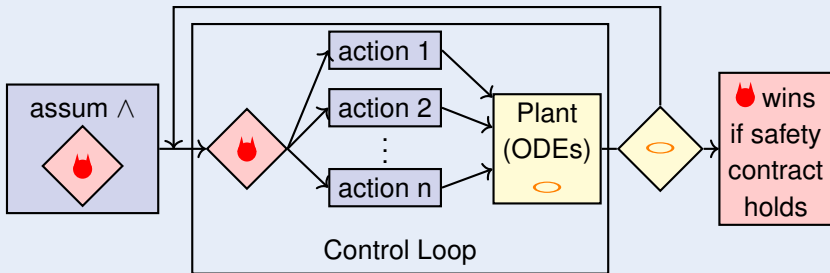 assum ∧
action 1
action 2
⋮
action n
Plant
(ODEs)
Control Loop
wins
if safety
contract
holds